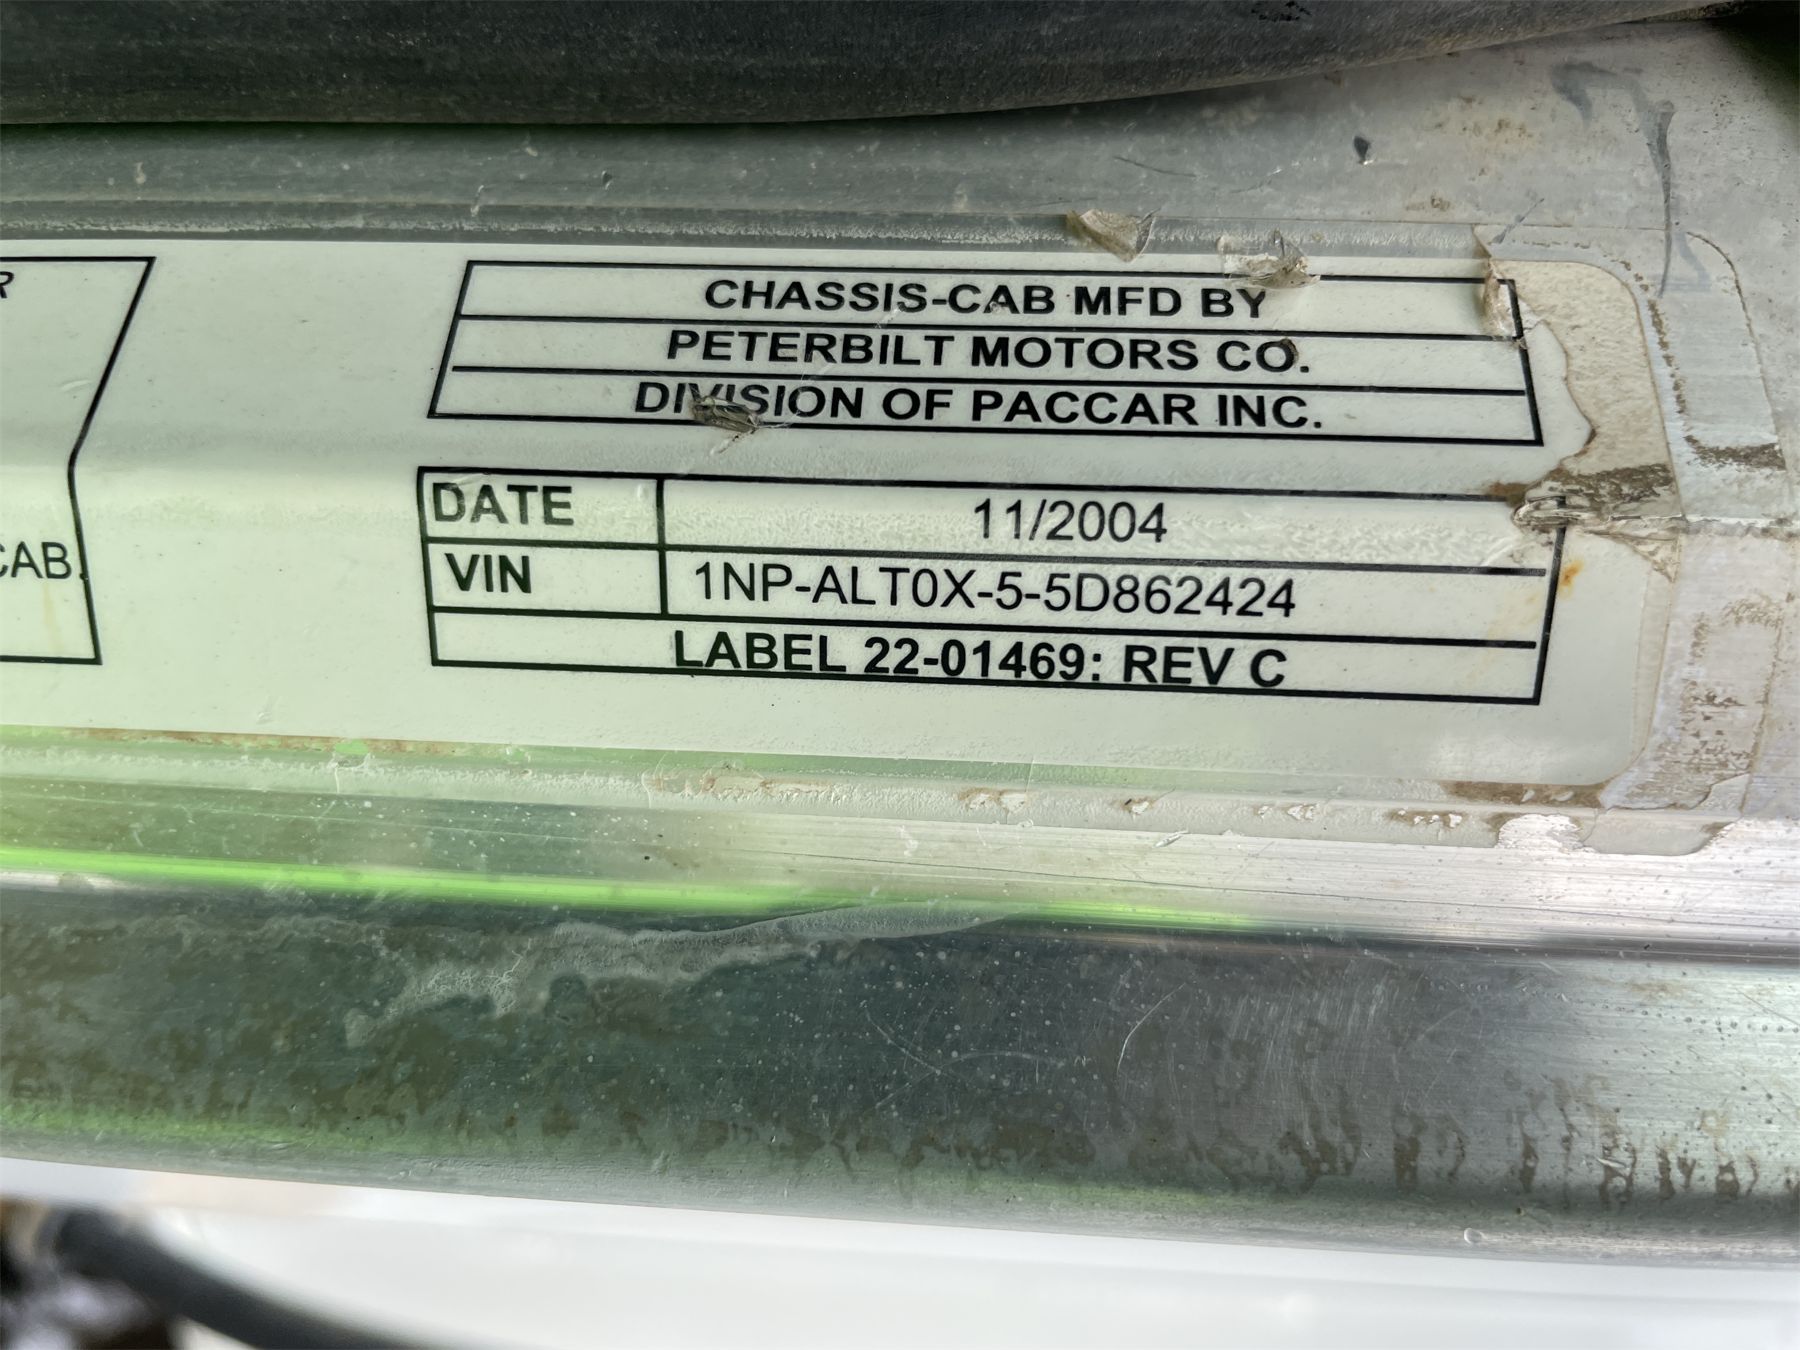 CAB
CHASSIS-CAB MFD BY
PETERBILT MOTORS CO.
DIVISION OF PACCAR INC.
DATE 11/2004
VIN 1NP-ALT0X-5-5D862424
LABEL 22-01469: REV C